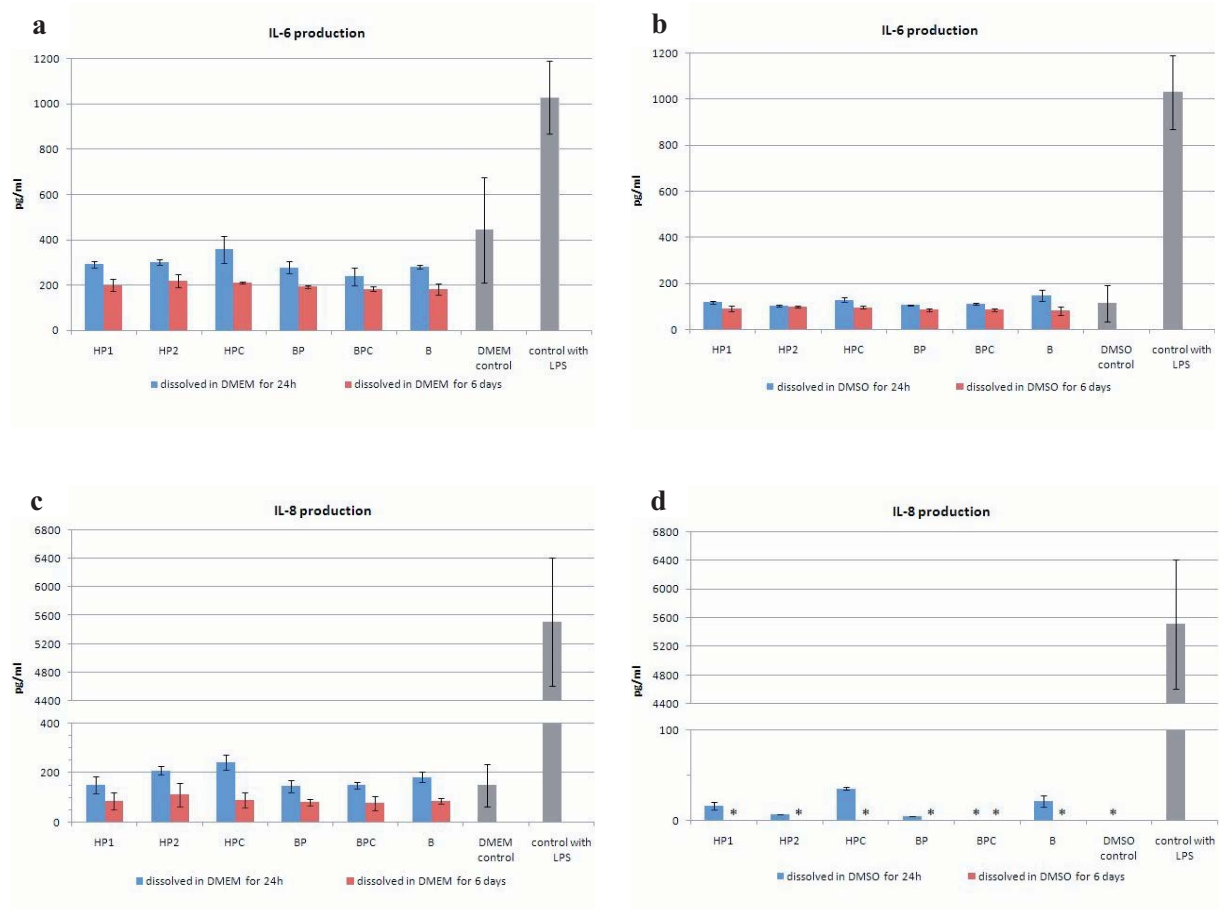 a
IL-6 production
pg/ml
1200
1000
800
600
400
200
0
HP1 HP2 HPC BP BPC B DMEM control control with LPS
dissolved in DMEM for 24h dissolved in DMEM for 6 days
b
IL-6 production
pg/ml
1200
1000
800
600
400
200
0
HP1 HP2 HPC BP BPC B DMSO control control with LPS
dissolved in DMSO for 24h dissolved in DMSO for 6 days
c
IL-8 production
pg/ml
6800
6400
6000
5600
5200
4800
4400
400
200
0
HP1 HP2 HPC BP BPC B DMEM control control with LPS
dissolved in DMEM for 24h dissolved in DMEM for 6 days
d
IL-8 production
pg/ml
6800
6400
6000
5600
5200
4800
4400
100
0
* * * * * * * *
HP1 HP2 HPC BP BPC B DMSO control control with LPS
dissolved in DMSO for 24h dissolved in DMSO for 6 days